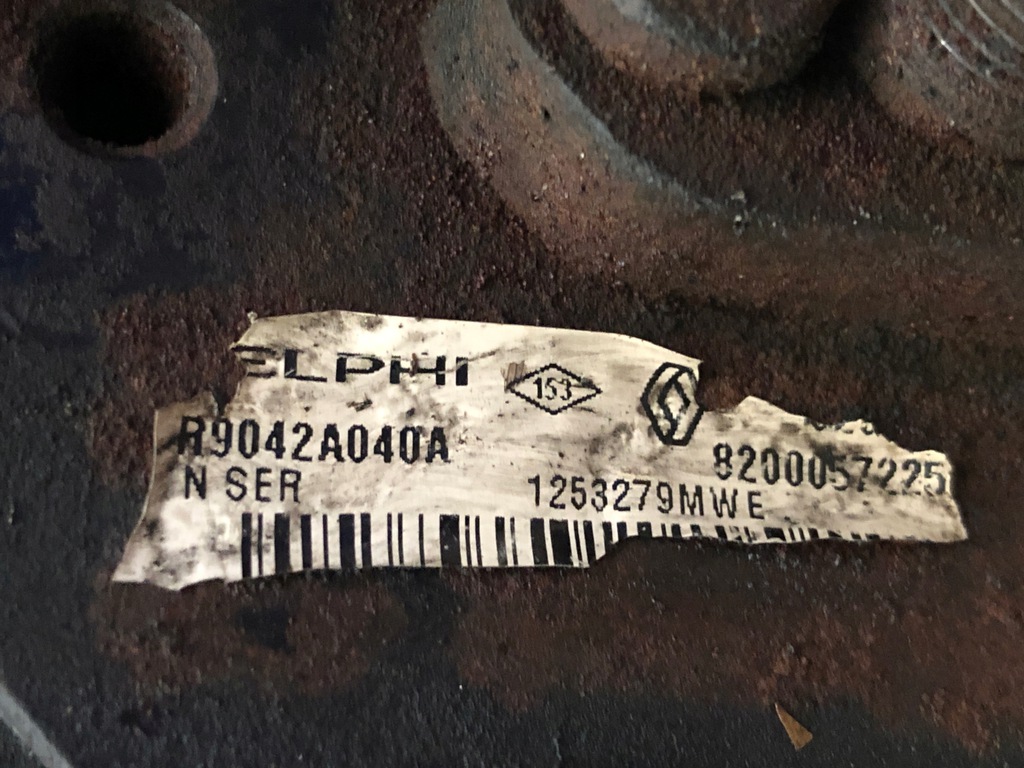 ELPHI
153
R9042A040A
8200057225
N SER 1253279MWE